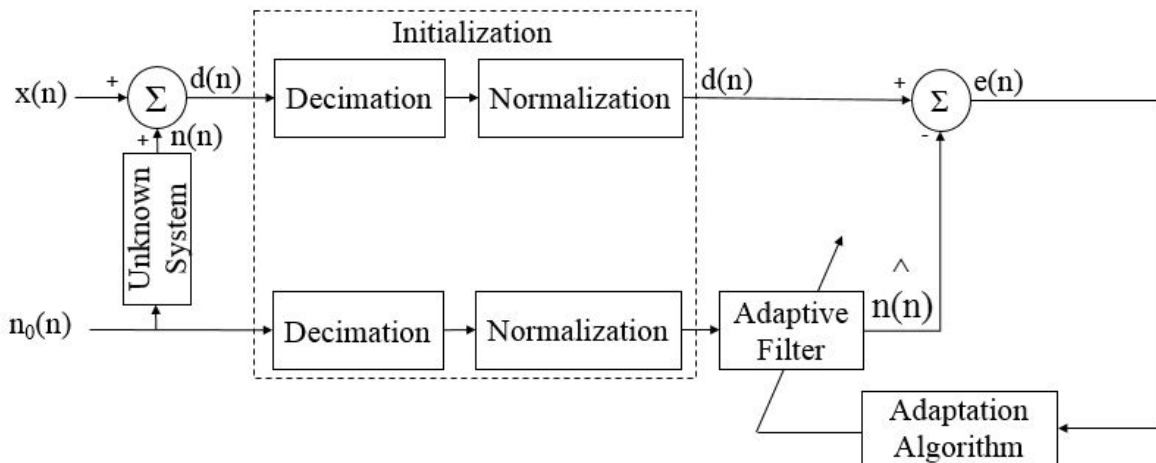 Initialization
x(n)
+
Σ
d(n)
Decimation
Normalization
d(n)
+
Σ
e(n)
+
n(n)
-
Unknown
System
^
n(n)
n₀(n)
Decimation
Normalization
Adaptive
Filter
Adaptation
Algorithm